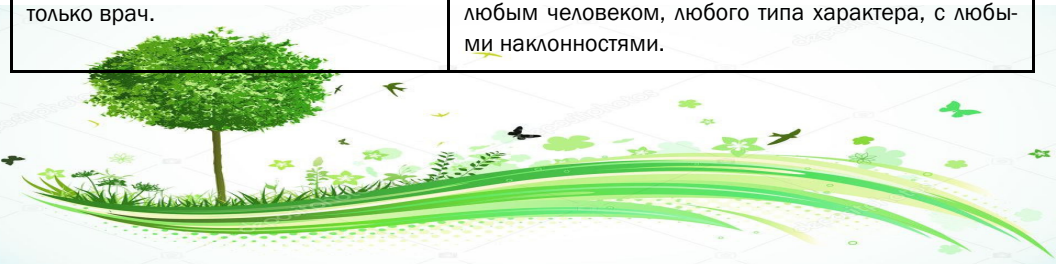 только врач.
любым человеком, любого типа характера, с любы-
ми наклонностями.